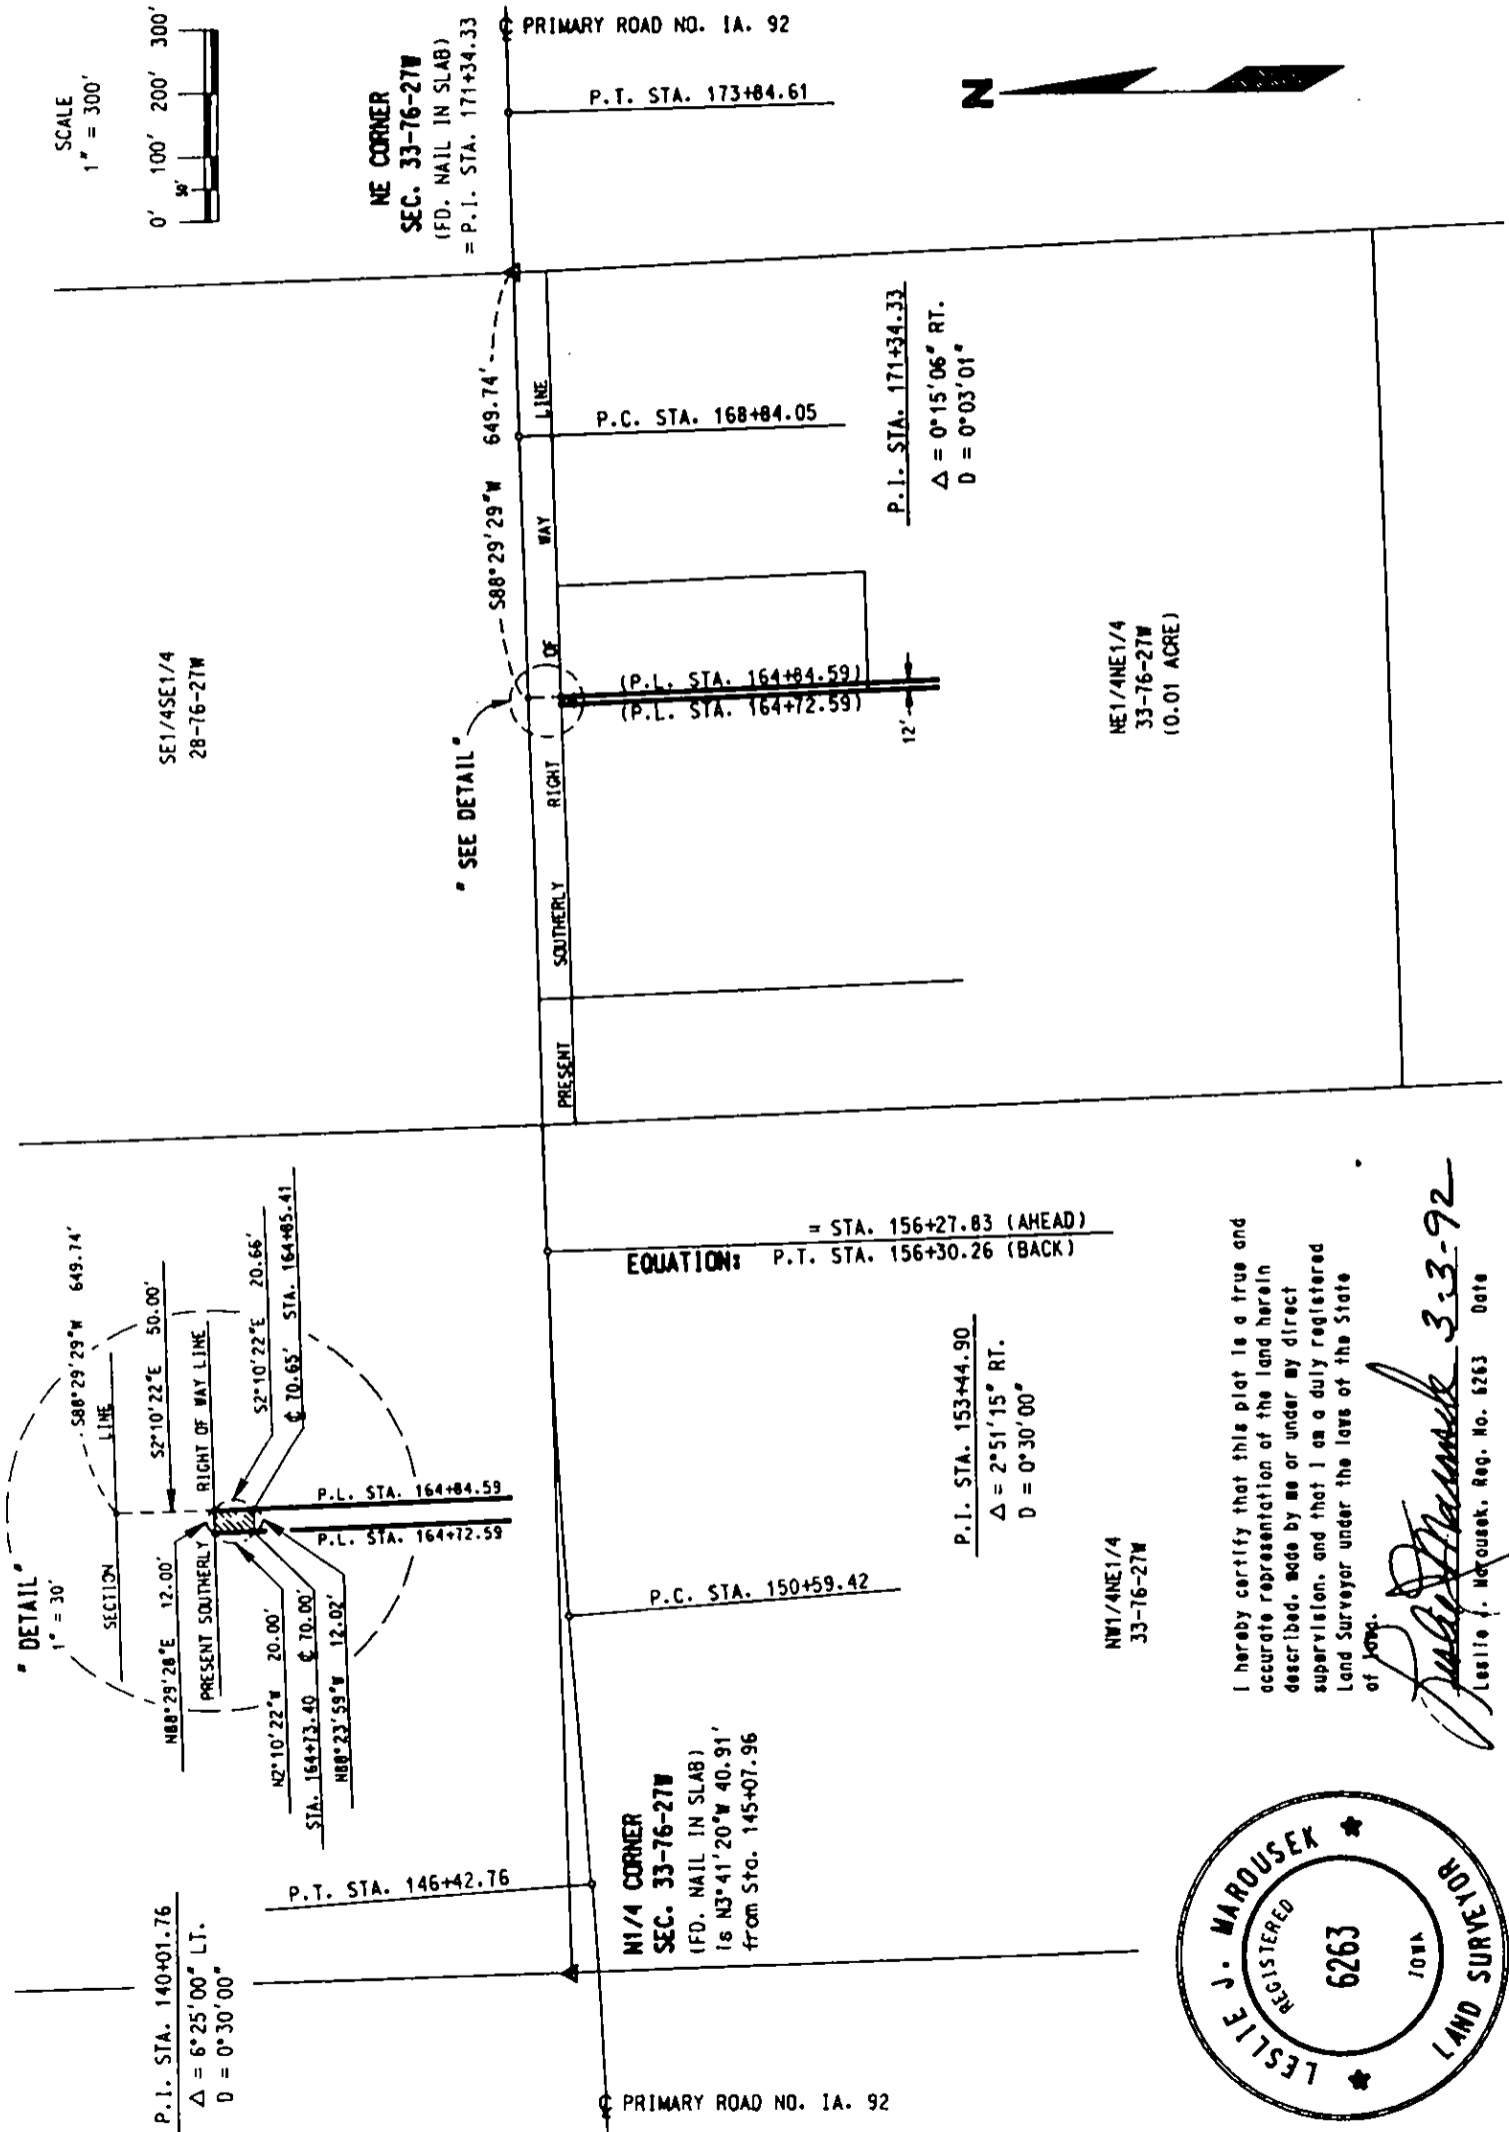 SCALE
1" = 300'
0' 50' 100' 200' 300'
" DETAIL "
1" = 30'
S88°29'29"W 649.74'
SECTION LINE
S2°10'22"E 50.00'
N88°29'28"E 12.00'
PRESENT SOUTHERLY RIGHT OF WAY LINE
S2°10'22"E 20.66'
℄ 70.65' STA. 164+85.41
N2°10'22"W 20.00'
STA. 164+73.40 ℄ 70.00'
N88°23'59"W 12.02'
P.L. STA. 164+84.59
P.L. STA. 164+72.59
P.I. STA. 140+01.76
Δ = 6°25'00" LT.
D = 0°30'00"
P.T. STA. 146+42.76
SE1/4SE1/4
28-76-27W
" SEE DETAIL "
NE CORNER
SEC. 33-76-27W
(FD. NAIL IN SLAB)
= P.I. STA. 171+34.33
℄ PRIMARY ROAD NO. IA. 92
P.T. STA. 173+84.61
N
S88°29'29"W 649.74'
PRESENT SOUTHERLY RIGHT OF WAY LINE
P.C. STA. 168+84.05
(P.L. STA. 164+84.59)
(P.L. STA. 164+72.59)
12'
P.I. STA. 171+34.33
Δ = 0°15'06" RT.
D = 0°03'01"
NE1/4NE1/4
33-76-27W
(0.01 ACRE)
= STA. 156+27.83 (AHEAD)
EQUATION: P.T. STA. 156+30.26 (BACK)
P.C. STA. 150+59.42
P.I. STA. 153+44.90
Δ = 2°51'15" RT.
D = 0°30'00"
NW1/4NE1/4
33-76-27W
N1/4 CORNER
SEC. 33-76-27W
(FD. NAIL IN SLAB)
is N3°41'20"W 40.91'
from Sta. 145+07.96
℄ PRIMARY ROAD NO. IA. 92
I hereby certify that this plat is a true and
accurate representation of the land herein
described, made by me or under my direct
supervision, and that I am a duly registered
Land Surveyor under the laws of the State
of Iowa.
Leslie J. Marousek 3-3-92
Leslie J. Marousek, Reg. No. 6263 Date
LESLIE J. MAROUSEK
REGISTERED
6263
IOWA
LAND SURVEYOR